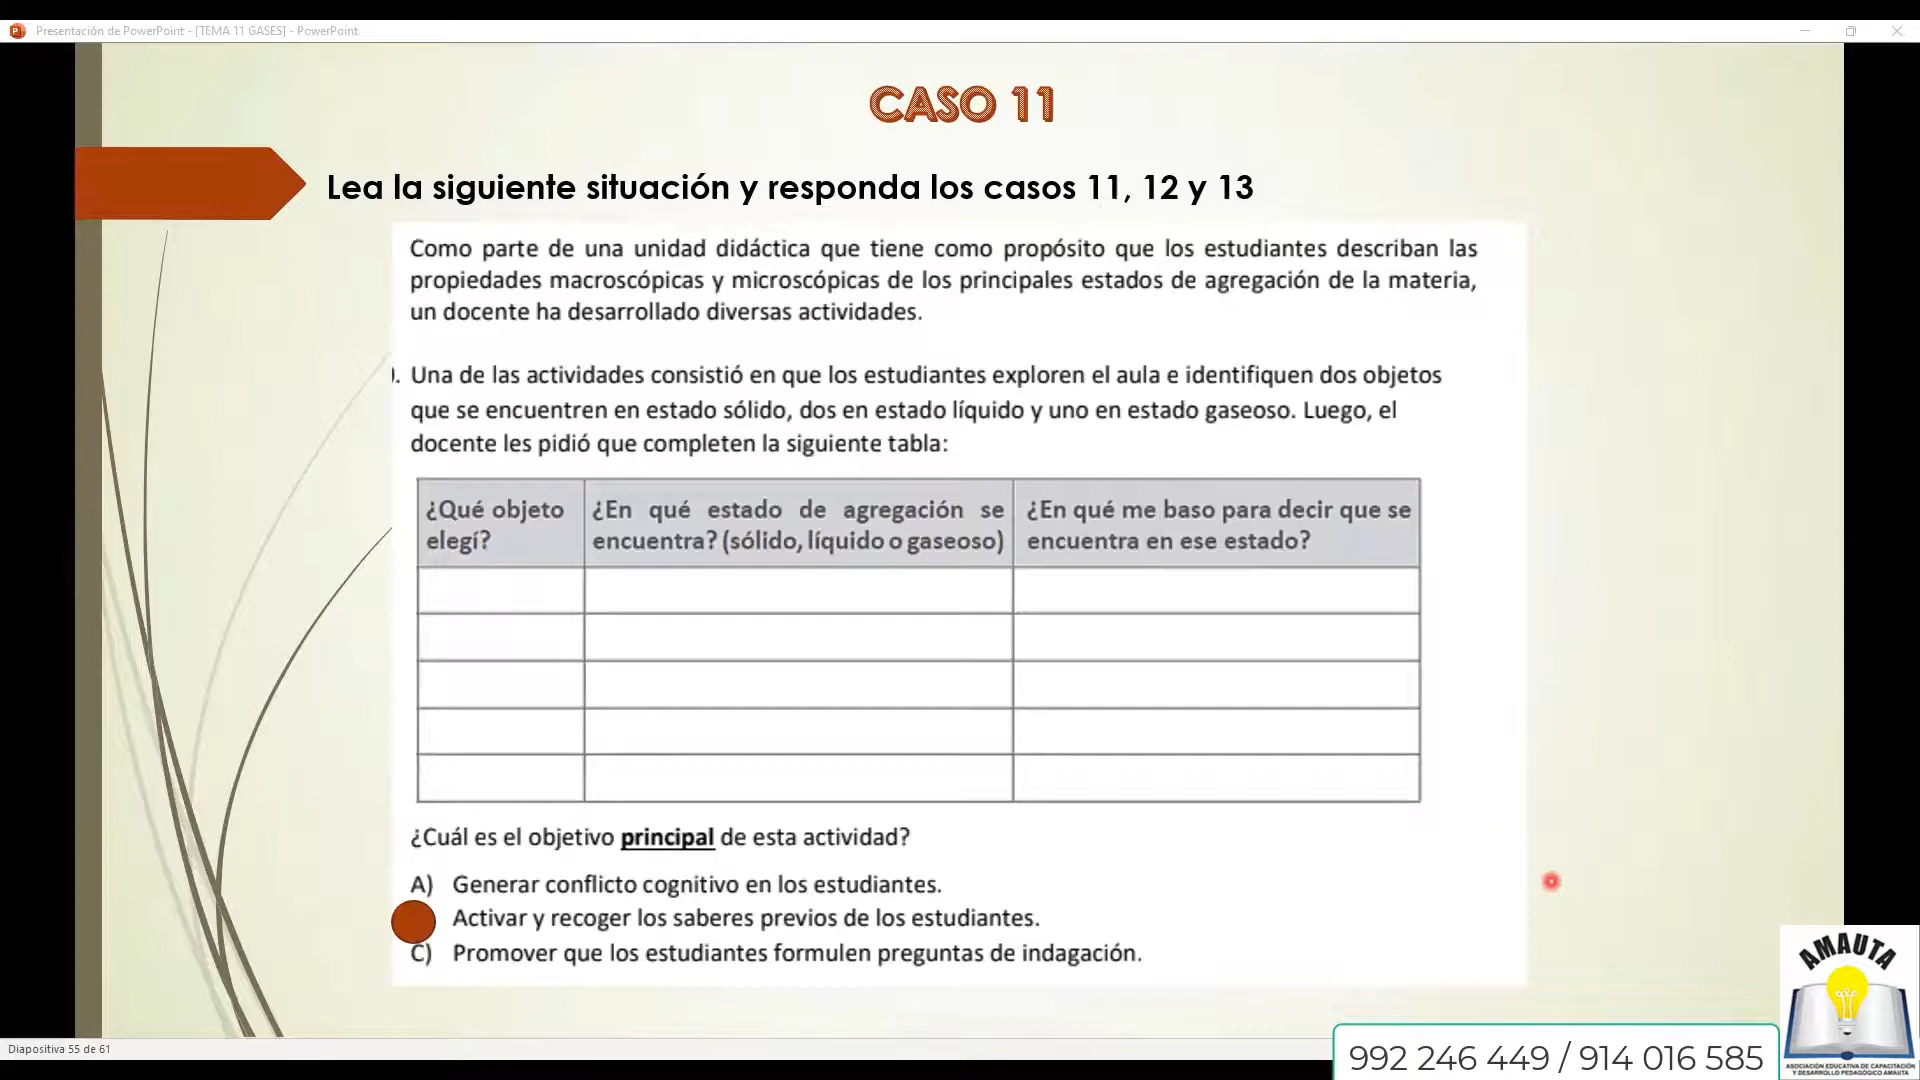 Presentación de PowerPoint - [TEMA 11 GASES] - PowerPoint
CASO 11
Lea la siguiente situación y responda los casos 11, 12 y 13
Como parte de una unidad didáctica que tiene como propósito que los estudiantes describan las
propiedades macroscópicas y microscópicas de los principales estados de agregación de la materia,
un docente ha desarrollado diversas actividades.
). Una de las actividades consistió en que los estudiantes exploren el aula e identifiquen dos objetos
que se encuentren en estado sólido, dos en estado líquido y uno en estado gaseoso. Luego, el
docente les pidió que completen la siguiente tabla:
¿Qué objeto elegí?
¿En qué estado de agregación se encuentra? (sólido, líquido o gaseoso)
¿En qué me baso para decir que se encuentra en ese estado?
¿Cuál es el objetivo principal de esta actividad?
A) Generar conflicto cognitivo en los estudiantes.
Activar y recoger los saberes previos de los estudiantes.
C) Promover que los estudiantes formulen preguntas de indagación.
AMAUTA
ASOCIACIÓN EDUCATIVA DE CAPACITACIÓN
Y DESARROLLO PEDAGÓGICO AMAUTA
992 246 449 / 914 016 585
Diapositiva 55 de 61